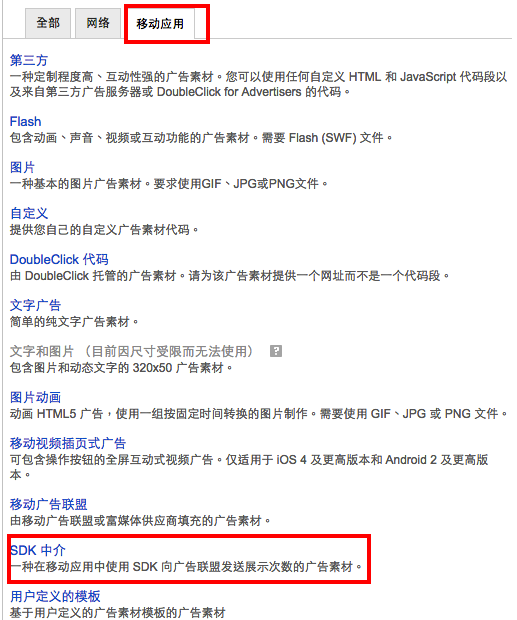 全部 网络 移动应用
第三方
一种定制程度高、互动性强的广告素材。您可以使用任何自定义 HTML 和 JavaScript 代码段以
及来自第三方广告服务器或 DoubleClick for Advertisers 的代码。
Flash
包含动画、声音、视频或互动功能的广告素材。需要 Flash (SWF) 文件。
图片
一种基本的图片广告素材。要求使用GIF、JPG或PNG文件。
自定义
提供您自己的自定义广告素材代码。
DoubleClick 代码
由 DoubleClick 托管的广告素材。请为该广告素材提供一个网址而不是一个代码段。
文字广告
简单的纯文字广告素材。
文字和图片 （目前因尺寸受限而无法使用） ?
包含图片和动态文字的 320x50 广告素材。
图片动画
动画 HTML5 广告，使用一组按固定时间转换的图片制作。需要使用 GIF、JPG 或 PNG 文件。
移动视频插页式广告
可包含操作按钮的全屏互动式视频广告。仅适用于 iOS 4 及更高版本和 Android 2 及更高版
本。
移动广告联盟
由移动广告联盟或富媒体供应商填充的广告素材。
SDK 中介
一种在移动应用中使用 SDK 向广告联盟发送展示次数的广告素材。
用户定义的模板
基于用户定义的广告素材模板的广告素材